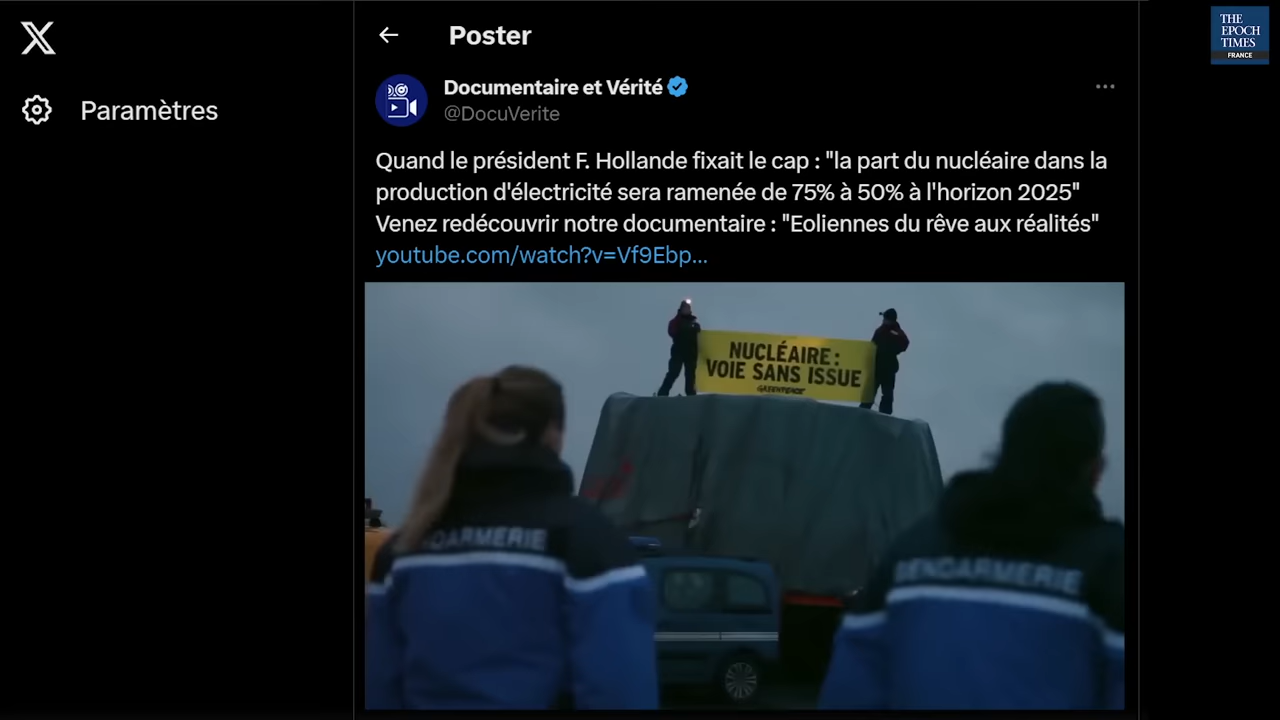 Poster
THE
EPOCH
TIMES
FRANCE
Paramètres
Documentaire et Vérité
@DocuVerite
Quand le président F. Hollande fixait le cap : "la part du nucléaire dans la
production d'électricité sera ramenée de 75% à 50% à l'horizon 2025"
Venez redécouvrir notre documentaire : "Eoliennes du rêve aux réalités"
youtube.com/watch?v=Vf9Ebp...
NUCLÉAIRE :
VOIE SANS ISSUE
GREENPEACE
GENDARMERIE
GENDARMERIE